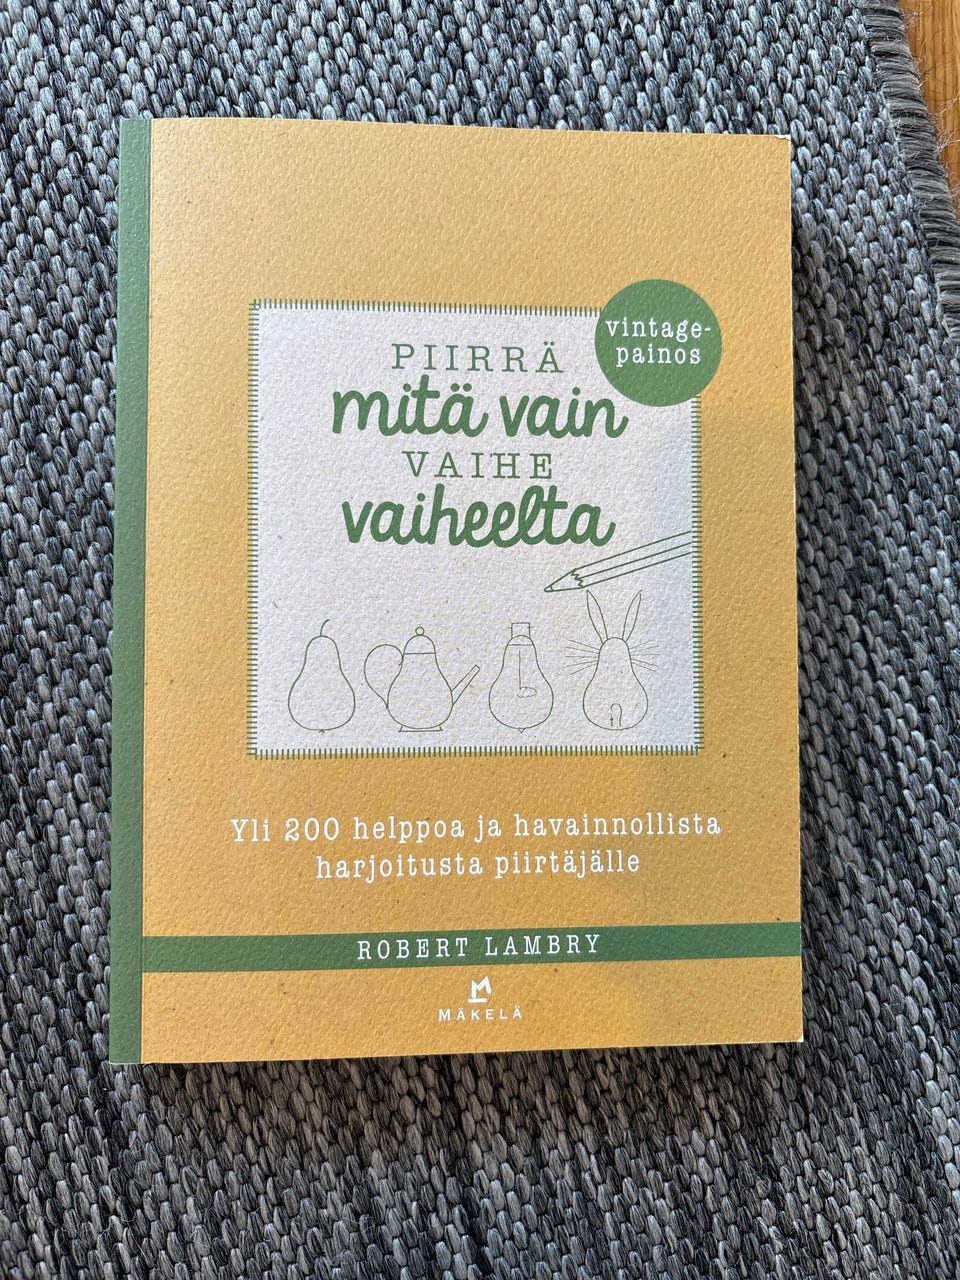 vintage-
painos
PIIRRÄ
mitä vain
VAIHE
vaiheelta
Yli 200 helppoa ja havainnollista
harjoitusta piirtäjälle
ROBERT LAMBRY
M
MÄKELÄ